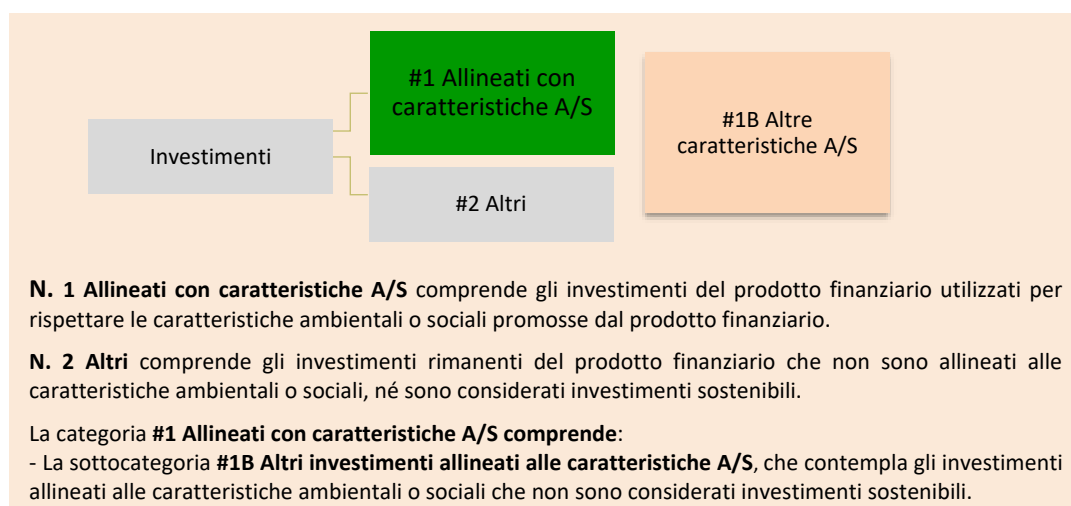 #1 Allineati con
caratteristiche A/S
#1B Altre
caratteristiche A/S
Investimenti
#2 Altri
N. 1 Allineati con caratteristiche A/S comprende gli investimenti del prodotto finanziario utilizzati per
rispettare le caratteristiche ambientali o sociali promosse dal prodotto finanziario.
N. 2 Altri comprende gli investimenti rimanenti del prodotto finanziario che non sono allineati alle
caratteristiche ambientali o sociali, né sono considerati investimenti sostenibili.
La categoria #1 Allineati con caratteristiche A/S comprende:
- La sottocategoria #1B Altri investimenti allineati alle caratteristiche A/S, che contempla gli investimenti
allineati alle caratteristiche ambientali o sociali che non sono considerati investimenti sostenibili.